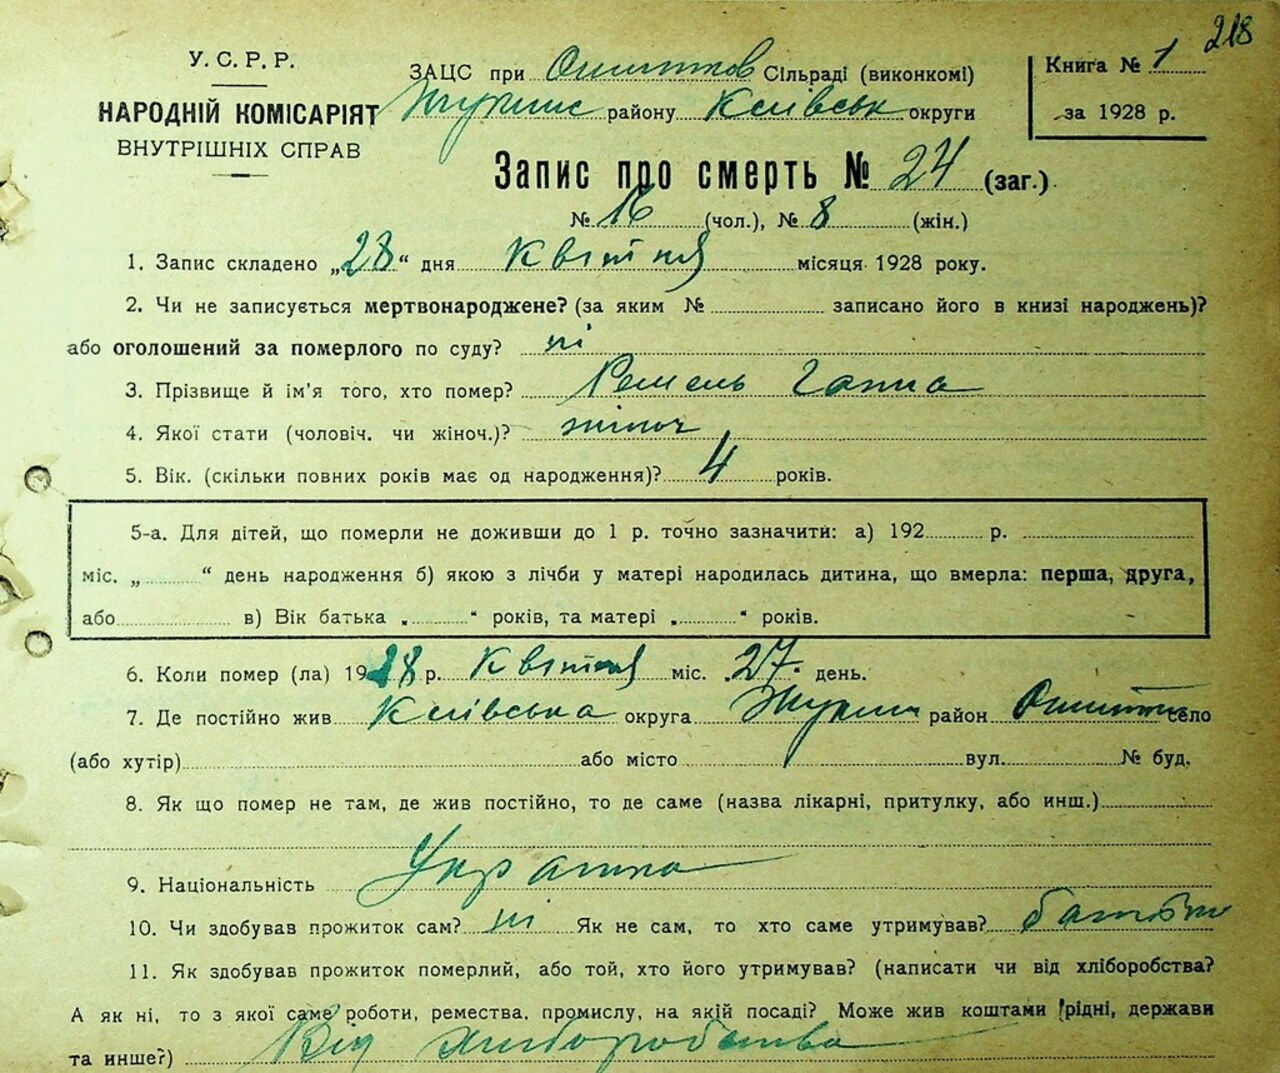 218
У. С. Р. Р.
НАРОДНІЙ КОМІСАРІЯТ
ВНУТРІШНІХ СПРАВ
ЗАЦС при Сільраді (виконкомі)
району Київськ округи
Книга № 1
за 1928 р.
Запис про смерть № 24 (заг.)
№ 16 (чол.), № 8 (жін.)
1. Запис складено „28“ дня Квітня місяця 1928 року.
2. Чи не записується мертвонароджене? (за яким № записано його в книзі народжень)?
або оголошений за померлого по суду? ні
3. Прізвище й ім'я того, хто помер? Ганна
4. Якої стати (чоловіч. чи жіноч.)? жіноч
5. Вік. (скільки повних років має од народження)? 4 років.
5-а. Для дітей, що померли не доживши до 1 р. точно зазначити: а) 192 р.
міс. „ “ день народження б) якою з лічби у матері народилась дитина, що вмерла: перша, друга,
або в) Вік батька „ “ років, та матері „ “ років.
6. Коли помер (ла) 1928 р. Квітня міс. „27“ день.
7. Де постійно жив Київська округа район село
(або хутір) або місто вул. № буд.
8. Як що помер не там, де жив постійно, то де саме (назва лікарні, притулку, або инш.)
9. Національність Українка
10. Чи здобував прожиток сам? ні Як не сам, то хто саме утримував? батьки
11. Як здобував прожиток померлий, або той, хто його утримував? (написати чи від хліборобства?
А як ні, то з якої саме роботи, ремества, промислу, на якій посаді? Може жив коштами рідні, держави
та инше?) Від хліборобства